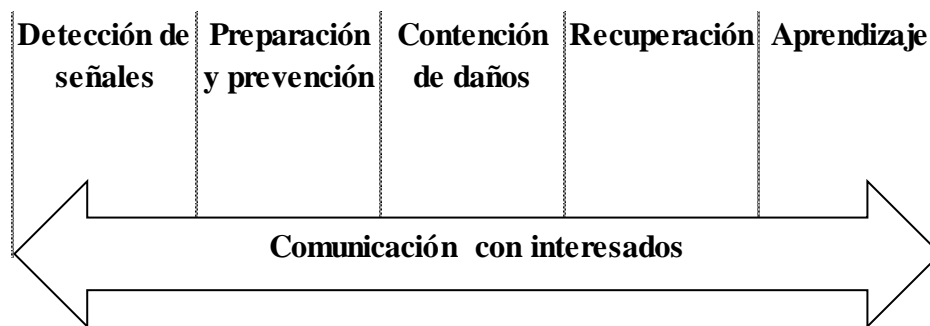 Detección de señales
Preparación y prevención
Contención de daños
Recuperación
Aprendizaje
Comunicación con interesados